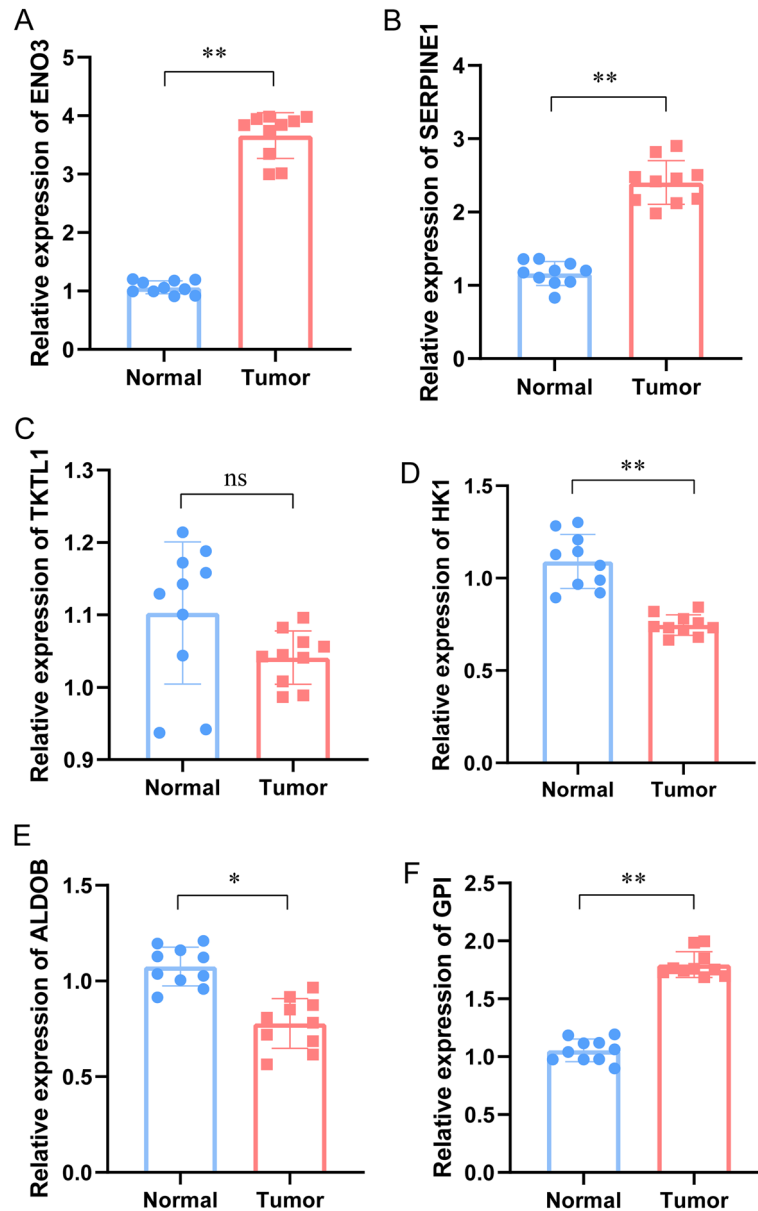 A
Relative expression of ENO3
**
5
4
3
2
1
0
Normal Tumor
B
Relative expression of SERPINE1
**
4
3
2
1
0
Normal Tumor
C
Relative expression of TKTL1
ns
1.3
1.2
1.1
1.0
0.9
Normal Tumor
D
Relative expression of HK1
**
1.5
1.0
0.5
0.0
Normal Tumor
E
Relative expression of ALDOB
*
1.5
1.0
0.5
0.0
Normal Tumor
F
Relative expression of GPI
**
2.5
2.0
1.5
1.0
0.5
0.0
Normal Tumor